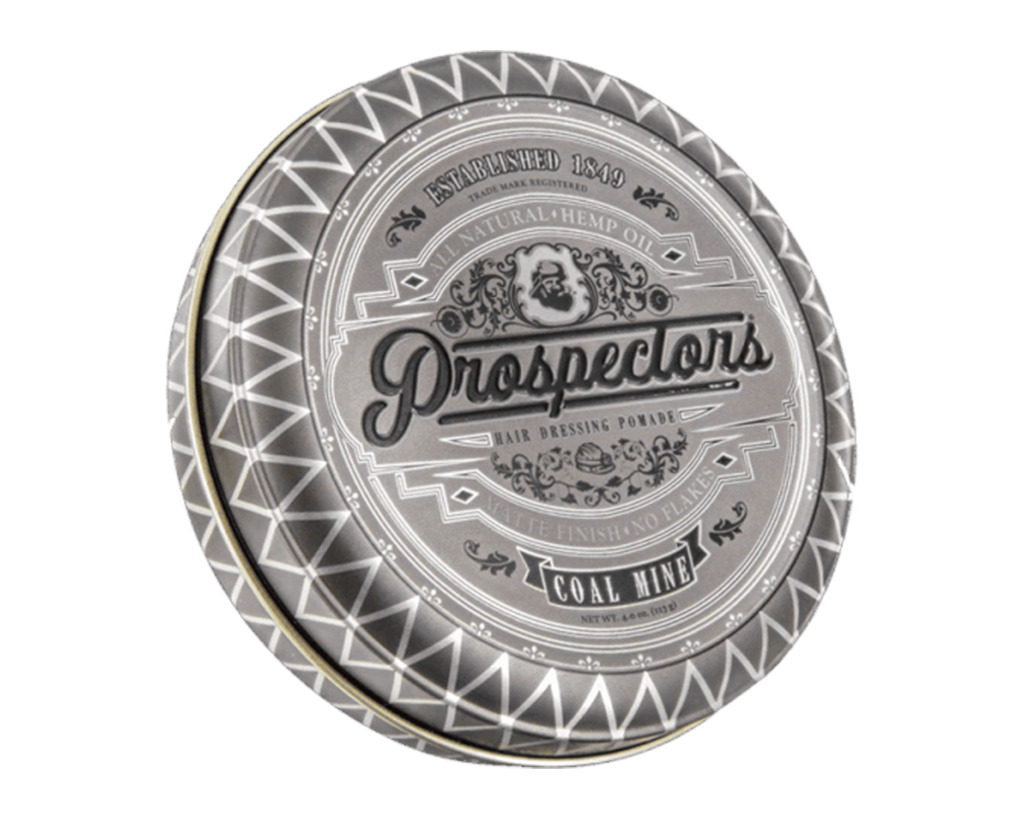 ESTABLISHED 1849
TRADE MARK REGISTERED
ALL NATURAL • HEMP OIL
Prospectors
HAIR DRESSING POMADE
MATTE FINISH • NO FLAKES
COAL MINE
NET WT. 4.0 oz. (113 g)